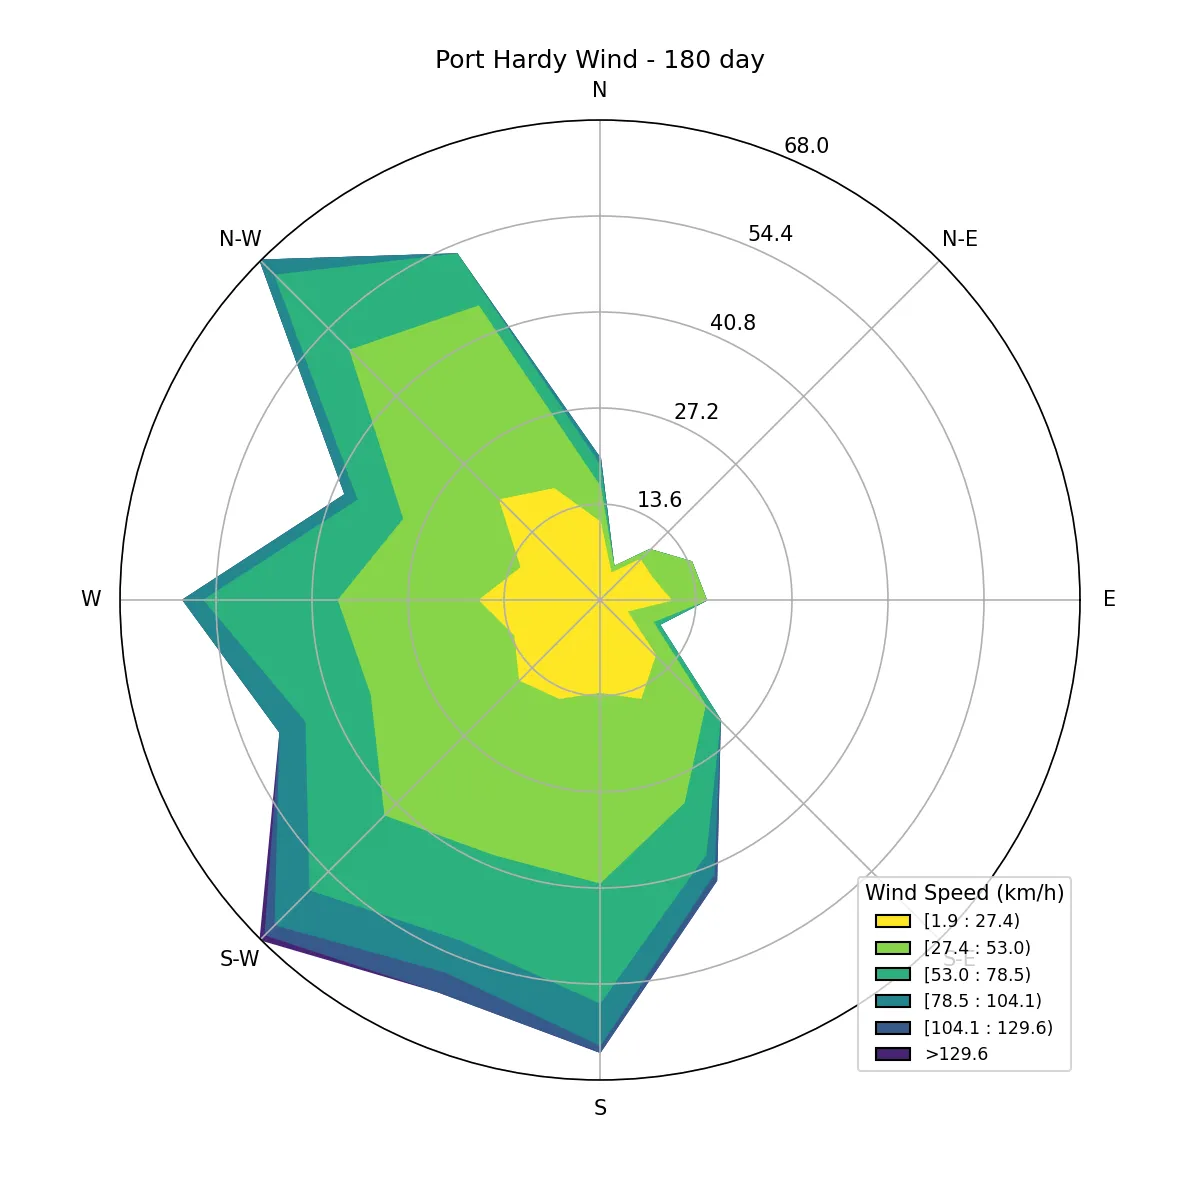 Port Hardy Wind - 180 day
N
68.0
54.4
N-W
N-E
40.8
27.2
13.6
W
E
S-W
S-E
S
Wind Speed (km/h)
[1.9 : 27.4)
[27.4 : 53.0)
[53.0 : 78.5)
[78.5 : 104.1)
[104.1 : 129.6)
>129.6